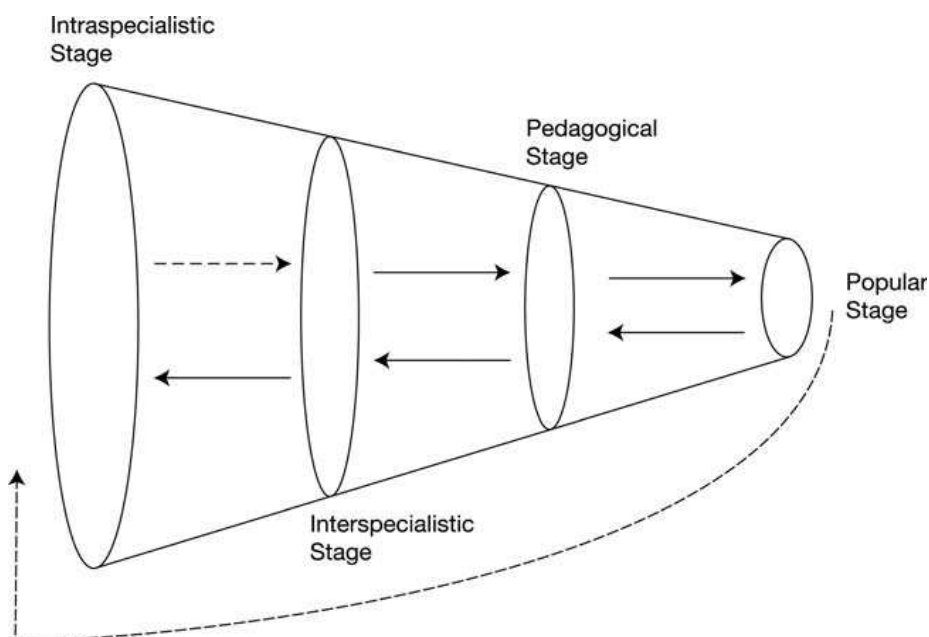 Intraspecialistic
Stage
Pedagogical
Stage
Popular
Stage
Interspecialistic
Stage